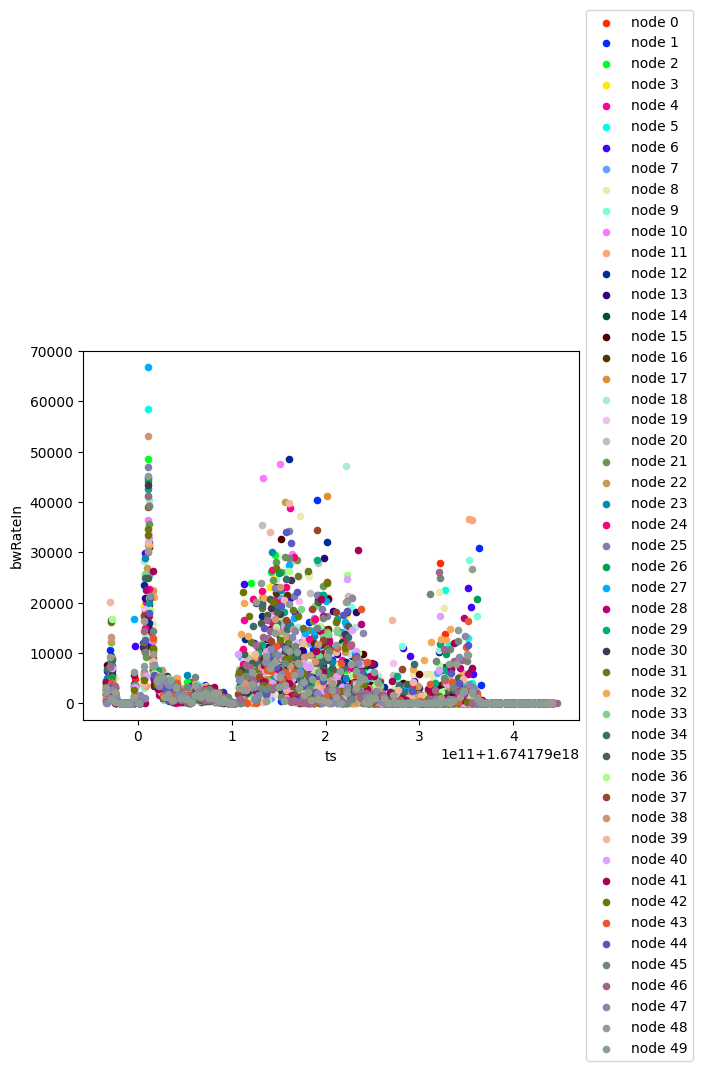 node 0
node 1
node 2
node 3
node 4
node 5
node 6
node 7
node 8
node 9
node 10
node 11
node 12
node 13
node 14
node 15
node 16
node 17
node 18
node 19
node 20
node 21
node 22
node 23
node 24
node 25
node 26
node 27
node 28
node 29
node 30
node 31
node 32
node 33
node 34
node 35
node 36
node 37
node 38
node 39
node 40
node 41
node 42
node 43
node 44
node 45
node 46
node 47
node 48
node 49
70000
60000
50000
40000
30000
20000
10000
0
bwRateIn
0 1 2 3 4
ts
1e11+1.674179e18